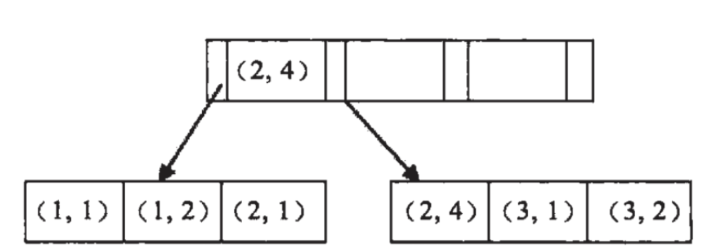 (2, 4)
(1, 1) (1, 2) (2, 1) (2, 4) (3, 1) (3, 2)